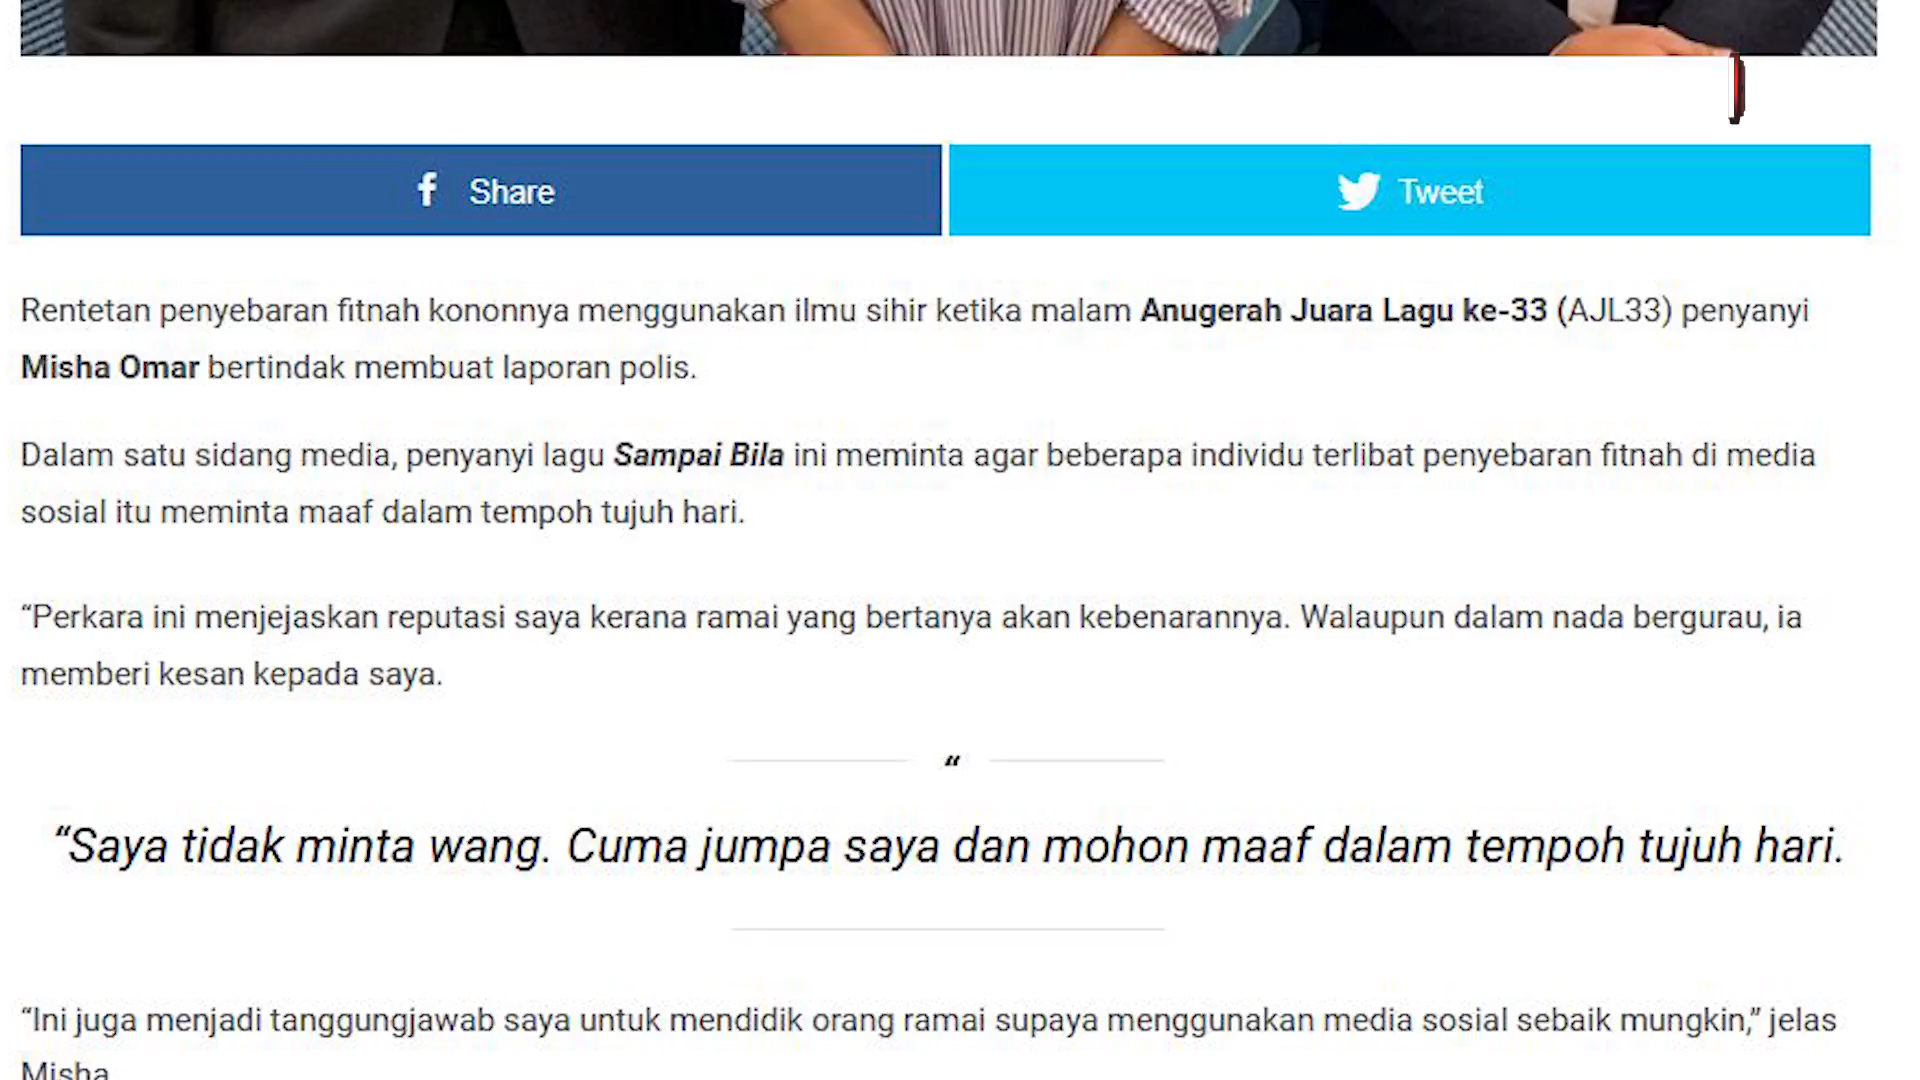 Share
Tweet
Rentetan penyebaran fitnah kononnya menggunakan ilmu sihir ketika malam Anugerah Juara Lagu ke-33 (AJL33) penyanyi
Misha Omar bertindak membuat laporan polis.
Dalam satu sidang media, penyanyi lagu Sampai Bila ini meminta agar beberapa individu terlibat penyebaran fitnah di media
sosial itu meminta maaf dalam tempoh tujuh hari.
“Perkara ini menjejaskan reputasi saya kerana ramai yang bertanya akan kebenarannya. Walaupun dalam nada bergurau, ia
memberi kesan kepada saya.
“
“Saya tidak minta wang. Cuma jumpa saya dan mohon maaf dalam tempoh tujuh hari.
“Ini juga menjadi tanggungjawab saya untuk mendidik orang ramai supaya menggunakan media sosial sebaik mungkin,” jelas
Misha